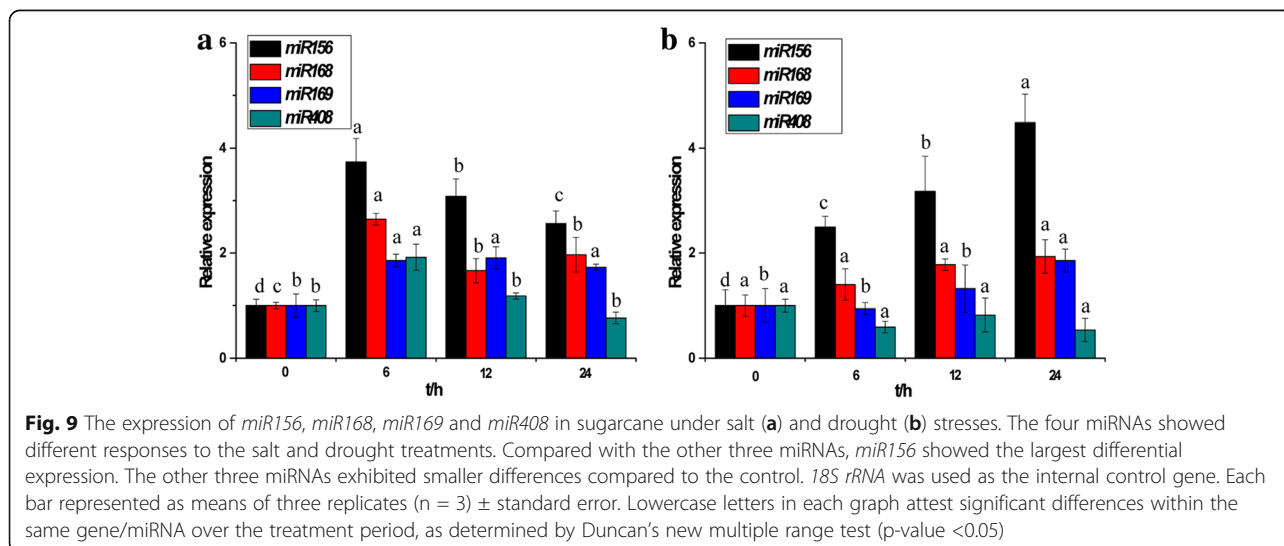 a
6
4
2
0
Relative expression
miR156
miR168
miR169
miR408
d c b b
a a a a
b b a b
c b a b
0 6 12 24
t/h
b
6
4
2
0
Relative expression
miR156
miR168
miR169
miR408
d a b a
c a b a
b a b a
a a a a
0 6 12 24
t/h
Fig. 9 The expression of miR156, miR168, miR169 and miR408 in sugarcane under salt (a) and drought (b) stresses. The four miRNAs showed
different responses to the salt and drought treatments. Compared with the other three miRNAs, miR156 showed the largest differential
expression. The other three miRNAs exhibited smaller differences compared to the control. 18S rRNA was used as the internal control gene. Each
bar represented as means of three replicates (n = 3) ± standard error. Lowercase letters in each graph attest significant differences within the
same gene/miRNA over the treatment period, as determined by Duncan's new multiple range test (p-value <0.05)